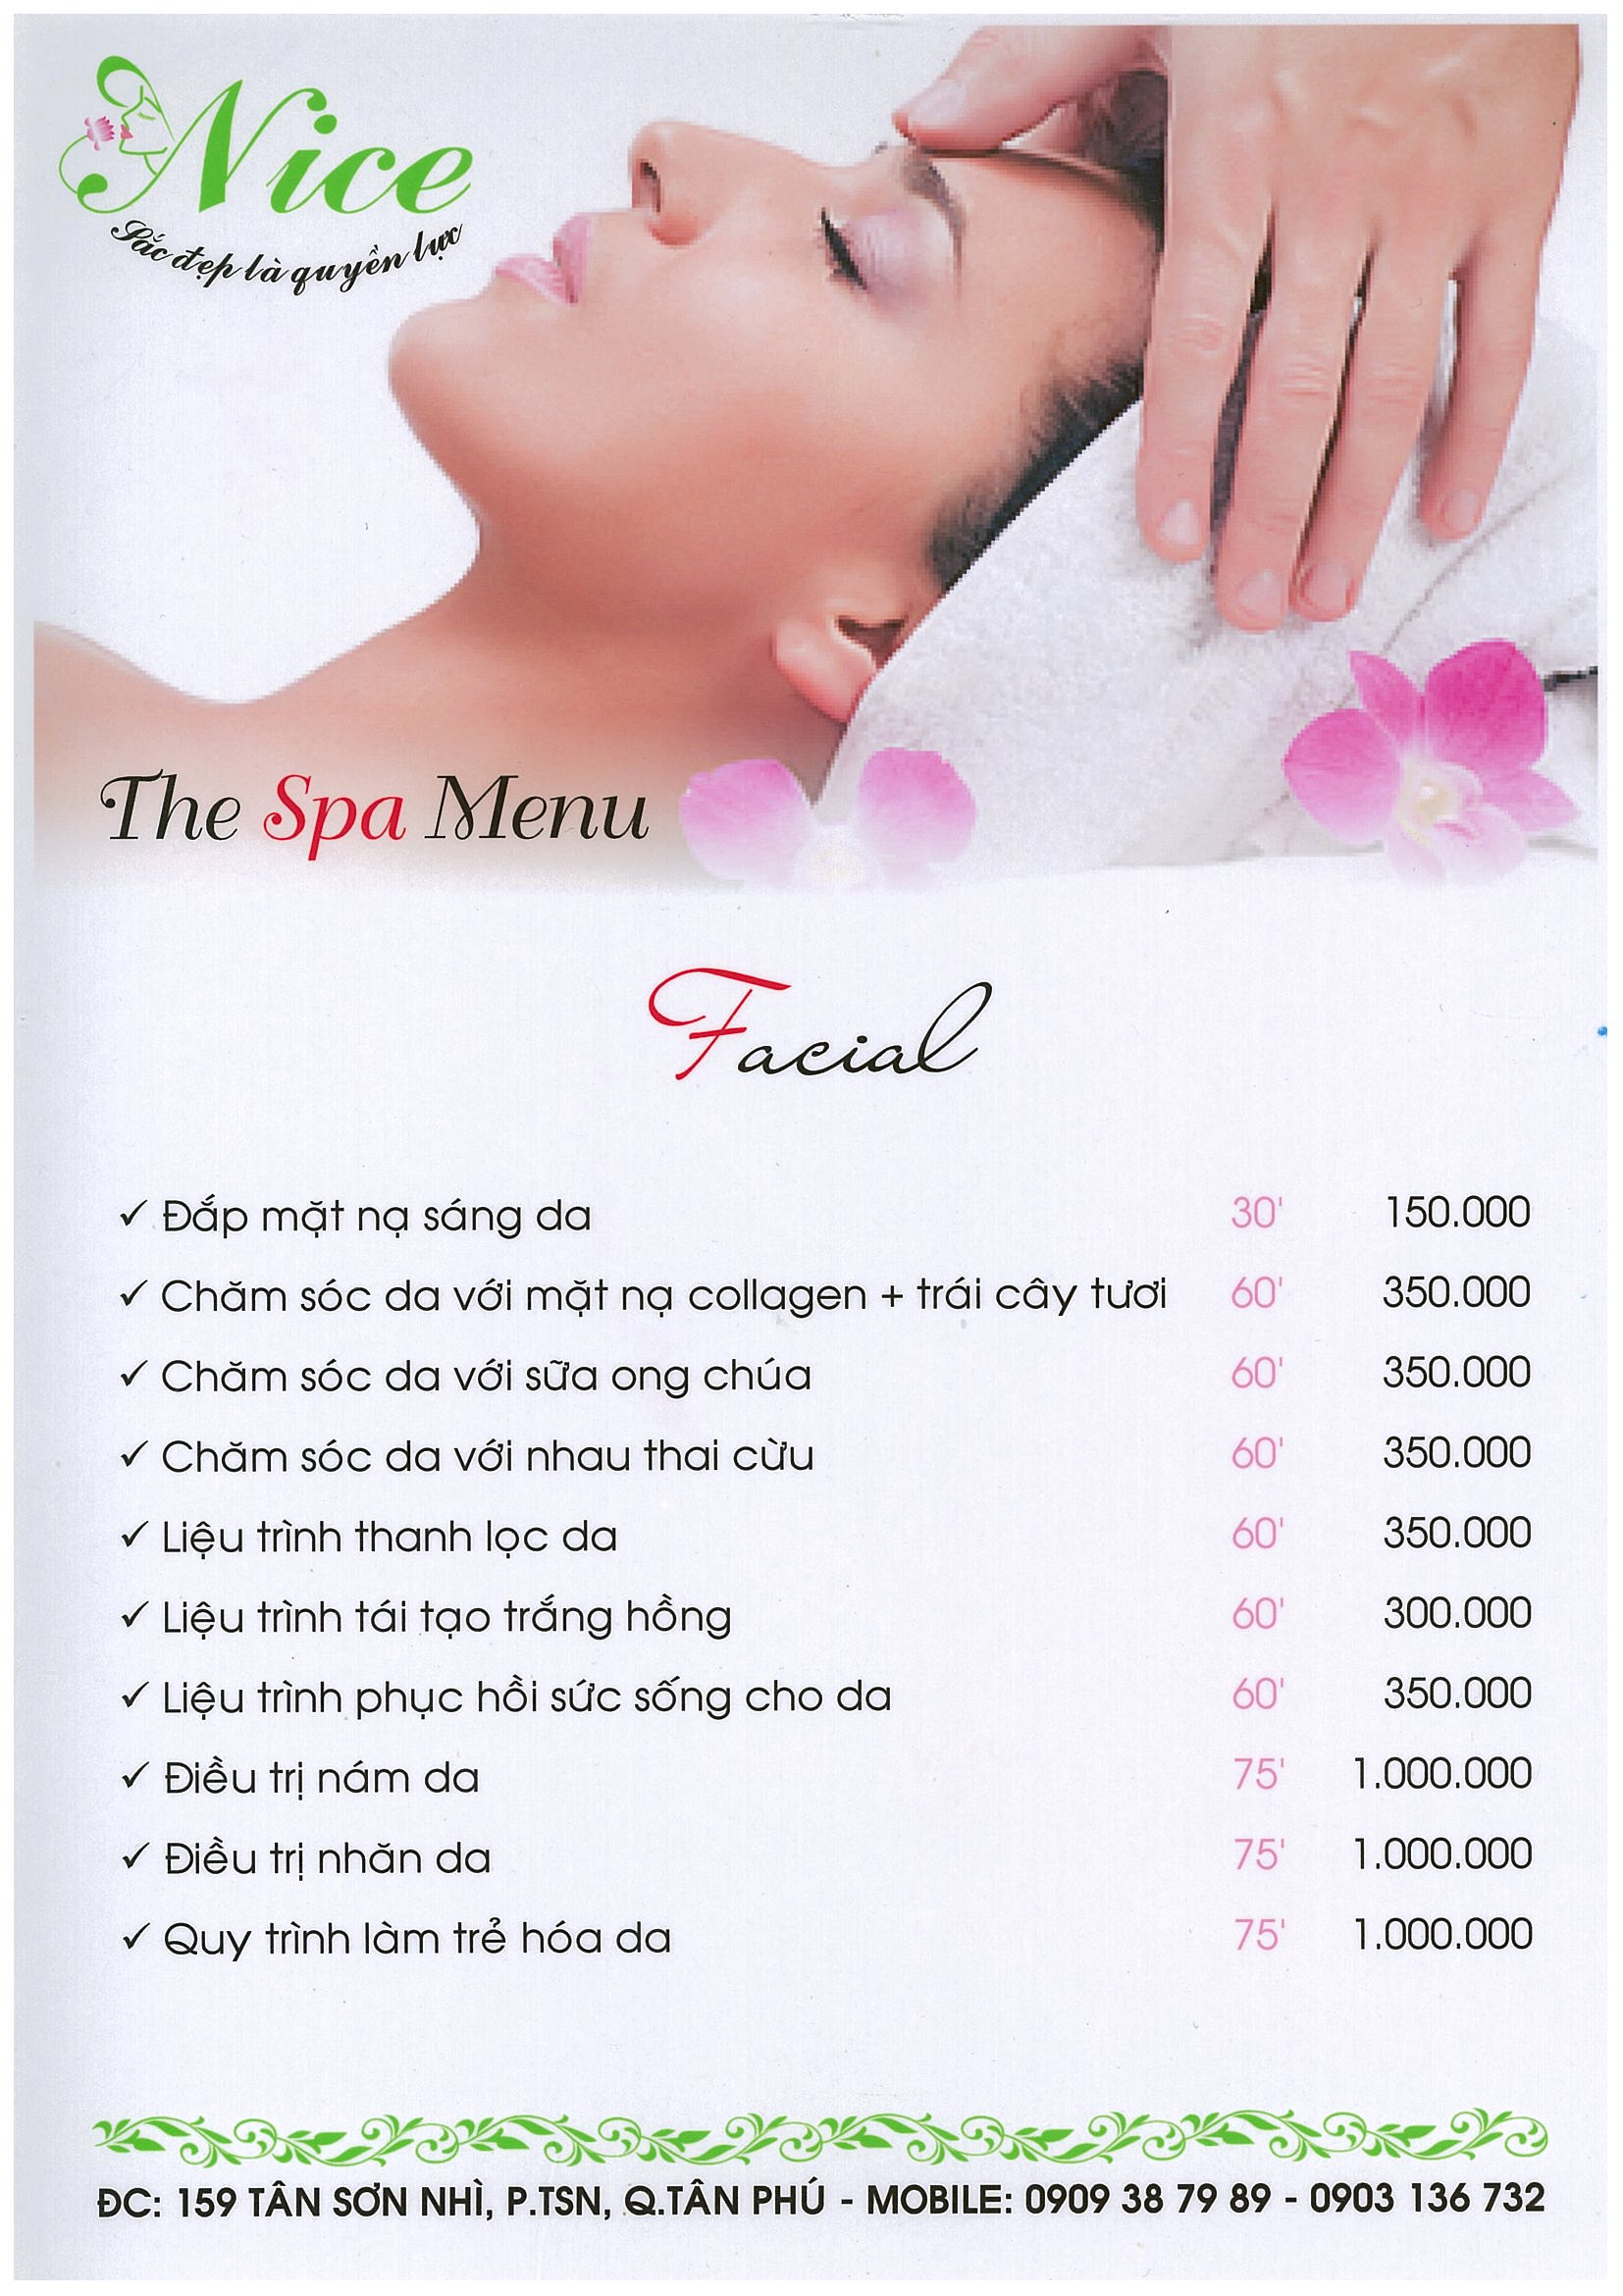 Nice
Sắc đẹp là quyền lực
The Spa Menu
Facial
✓ Đắp mặt nạ sáng da 30' 150.000
✓ Chăm sóc da với mặt nạ collagen + trái cây tươi 60' 350.000
✓ Chăm sóc da với sữa ong chúa 60' 350.000
✓ Chăm sóc da với nhau thai cừu 60' 350.000
✓ Liệu trình thanh lọc da 60' 350.000
✓ Liệu trình tái tạo trắng hồng 60' 300.000
✓ Liệu trình phục hồi sức sống cho da 60' 350.000
✓ Điều trị nám da 75' 1.000.000
✓ Điều trị nhăn da 75' 1.000.000
✓ Quy trình làm trẻ hóa da 75' 1.000.000
ĐC: 159 TÂN SƠN NHÌ, P.TSN, Q.TÂN PHÚ - MOBILE: 0909 38 79 89 - 0903 136 732